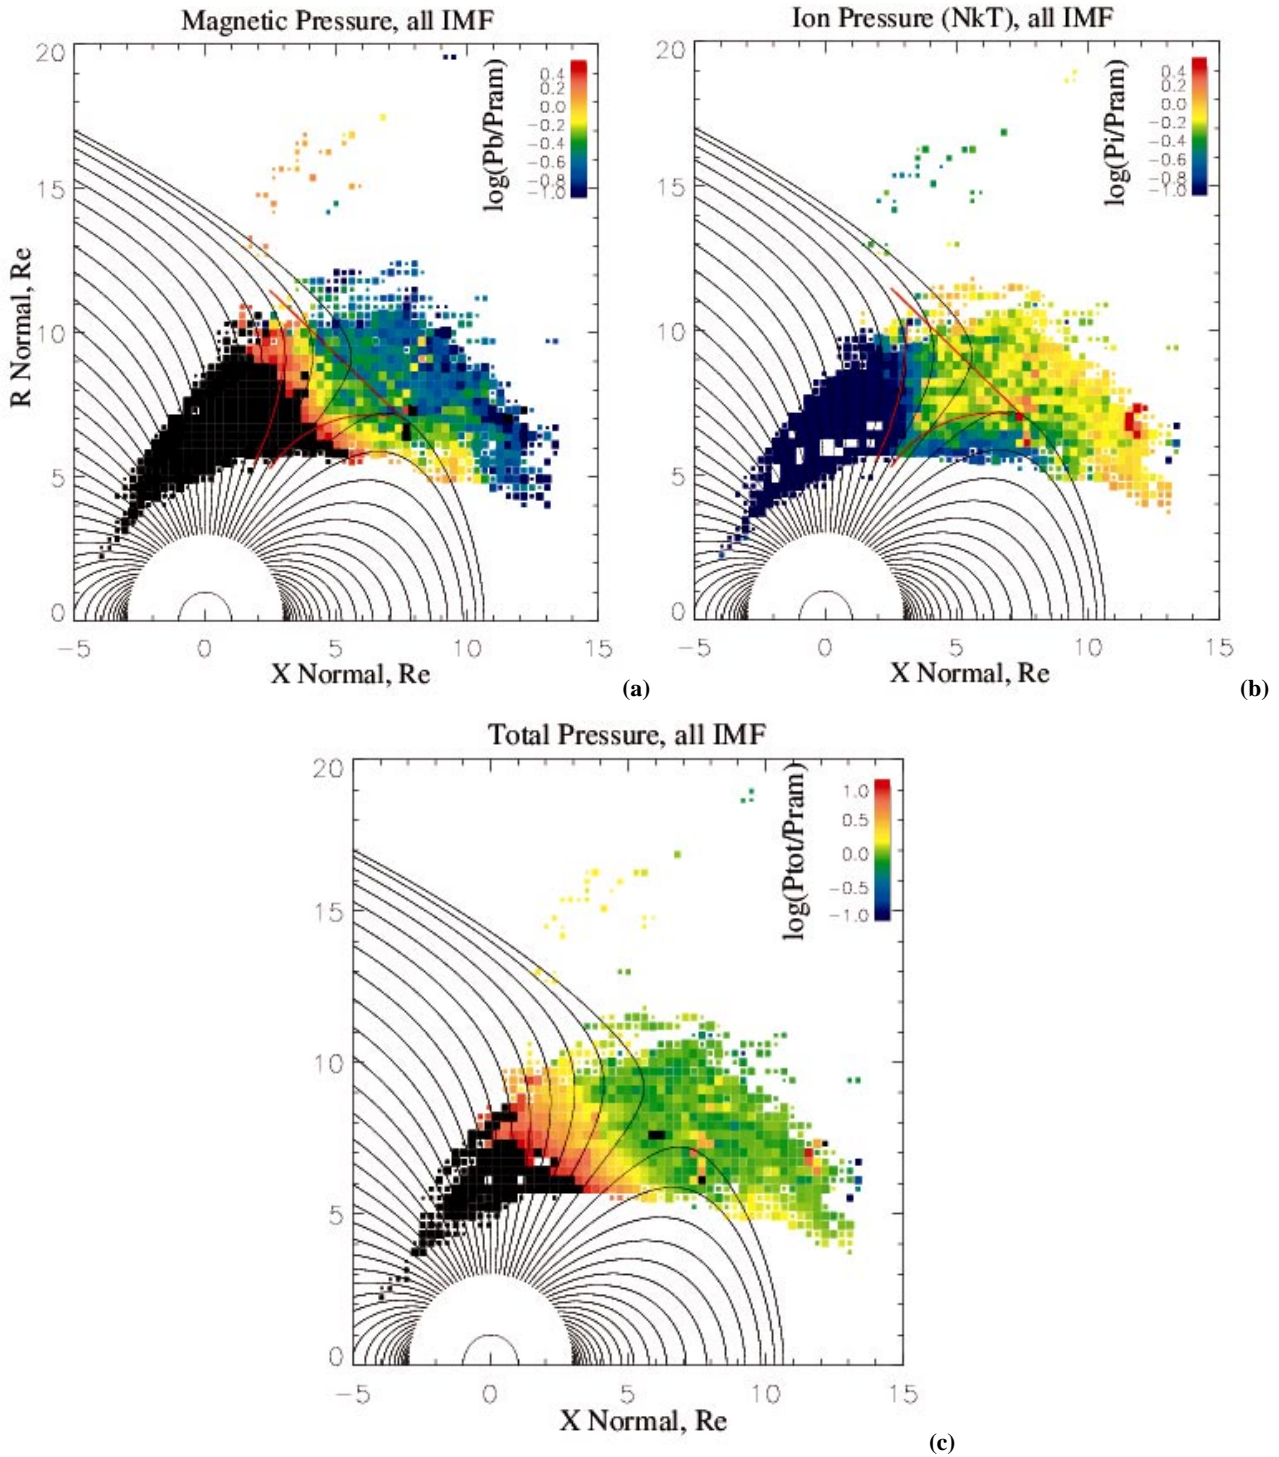 Magnetic Pressure, all IMF
20
15
10
5
0
R Normal, Re
log(Pb/Pram)
0.4
0.2
0.0
−0.2
−0.4
−0.6
−0.8
−1.0
−5 0 5 10 15
X Normal, Re
(a)
Ion Pressure (NkT), all IMF
20
15
10
5
0
log(Pi/Pram)
0.4
0.2
0.0
−0.2
−0.4
−0.6
−0.8
−1.0
−5 0 5 10 15
X Normal, Re
(b)
Total Pressure, all IMF
20
15
10
5
0
log(Ptot/Pram)
1.0
0.5
0.0
−0.5
−1.0
−5 0 5 10 15
X Normal, Re
(c)